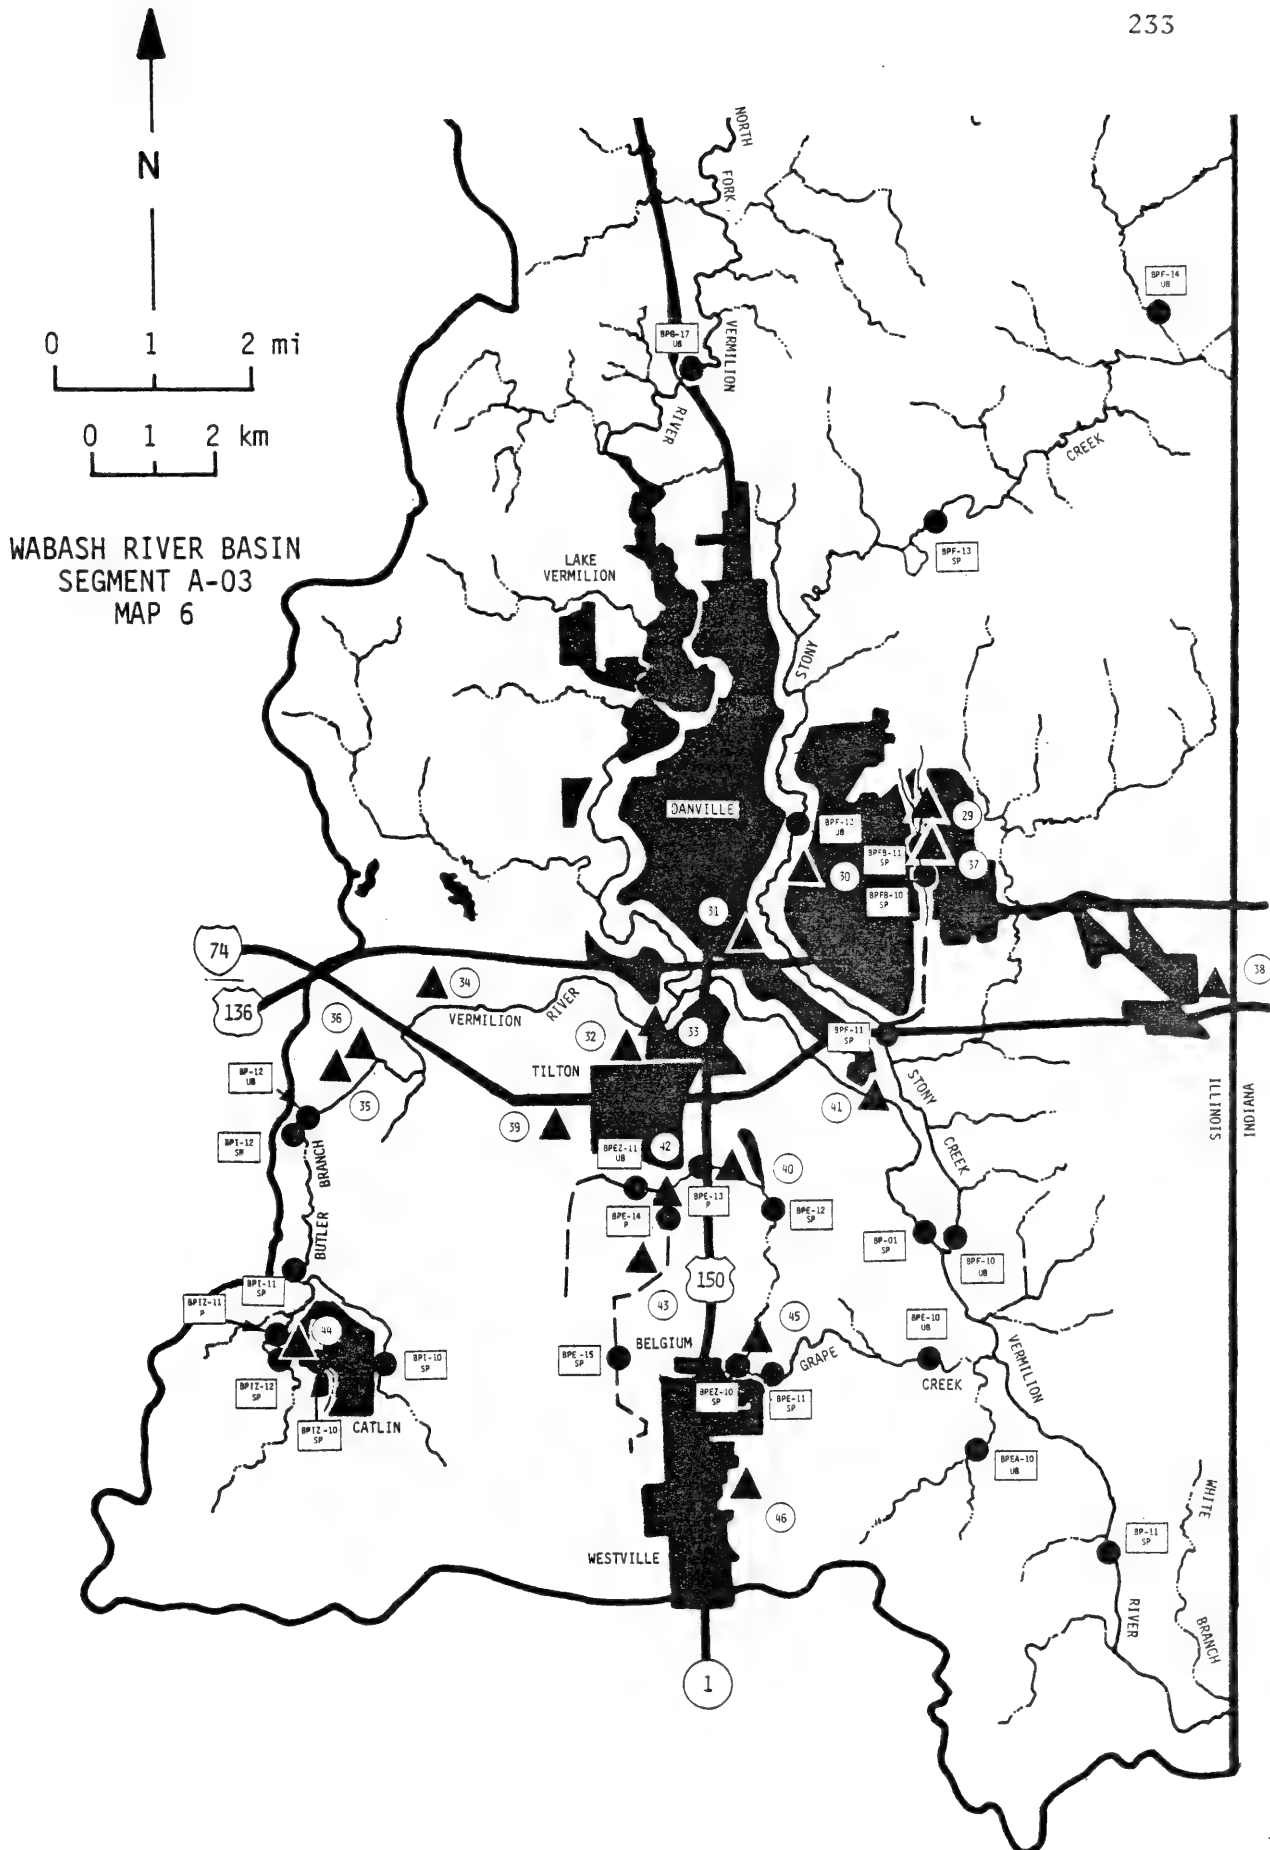 233
N
0 1 2 mi
0 1 2 km
WABASH RIVER BASIN
SEGMENT A-03
MAP 6
NORTH
FORK
VERMILION
RIVER
BPG-17
UB
BPF-14
UB
CREEK
BPF-13
SP
LAKE
VERMILION
STONY
DANVILLE
BPF-12
UB
29
BPFB-11
SP
37
30
BPFB-10
SP
31
74
136
34
VERMILION
RIVER
38
36
32
33
BPF-11
SP
TILTON
BP-12
UB
35
39
41
STONY
CREEK
ILLINOIS
INDIANA
BPI-12
SP
BRANCH
BUTLER
BPEZ-11
UB
42
40
BPE-13
P
BPE-14
P
BPE-12
SP
BP-01
SP
BPF-10
UB
150
BPI-11
SP
BPIZ-11
P
43
45
BPE-10
UB
44
BELGIUM
GRAPE
CREEK
VERMILION
BPE-15
SP
BPI-10
SP
BPIZ-12
SP
BPEZ-10
SP
BPE-11
SP
BPIZ-10
SP
CATLIN
BPEA-10
UB
WHITE
46
BP-11
SP
WESTVILLE
RIVER
BRANCH
1